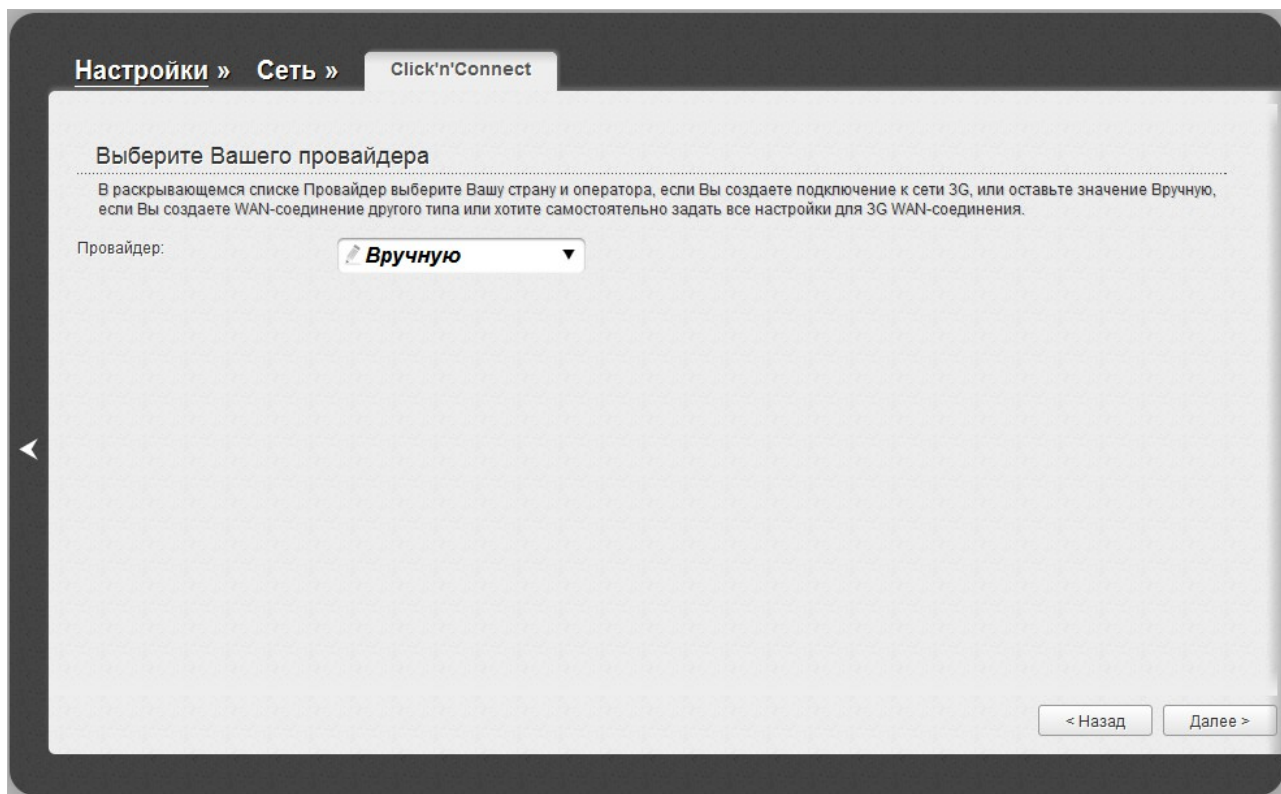 Настройки » Сеть » Click'n'Connect
Выберите Вашего провайдера
В раскрывающемся списке Провайдер выберите Вашу страну и оператора, если Вы создаете подключение к сети 3G, или оставьте значение Вручную,
если Вы создаете WAN-соединение другого типа или хотите самостоятельно задать все настройки для 3G WAN-соединения.
Провайдер: Вручную
< Назад Далее >